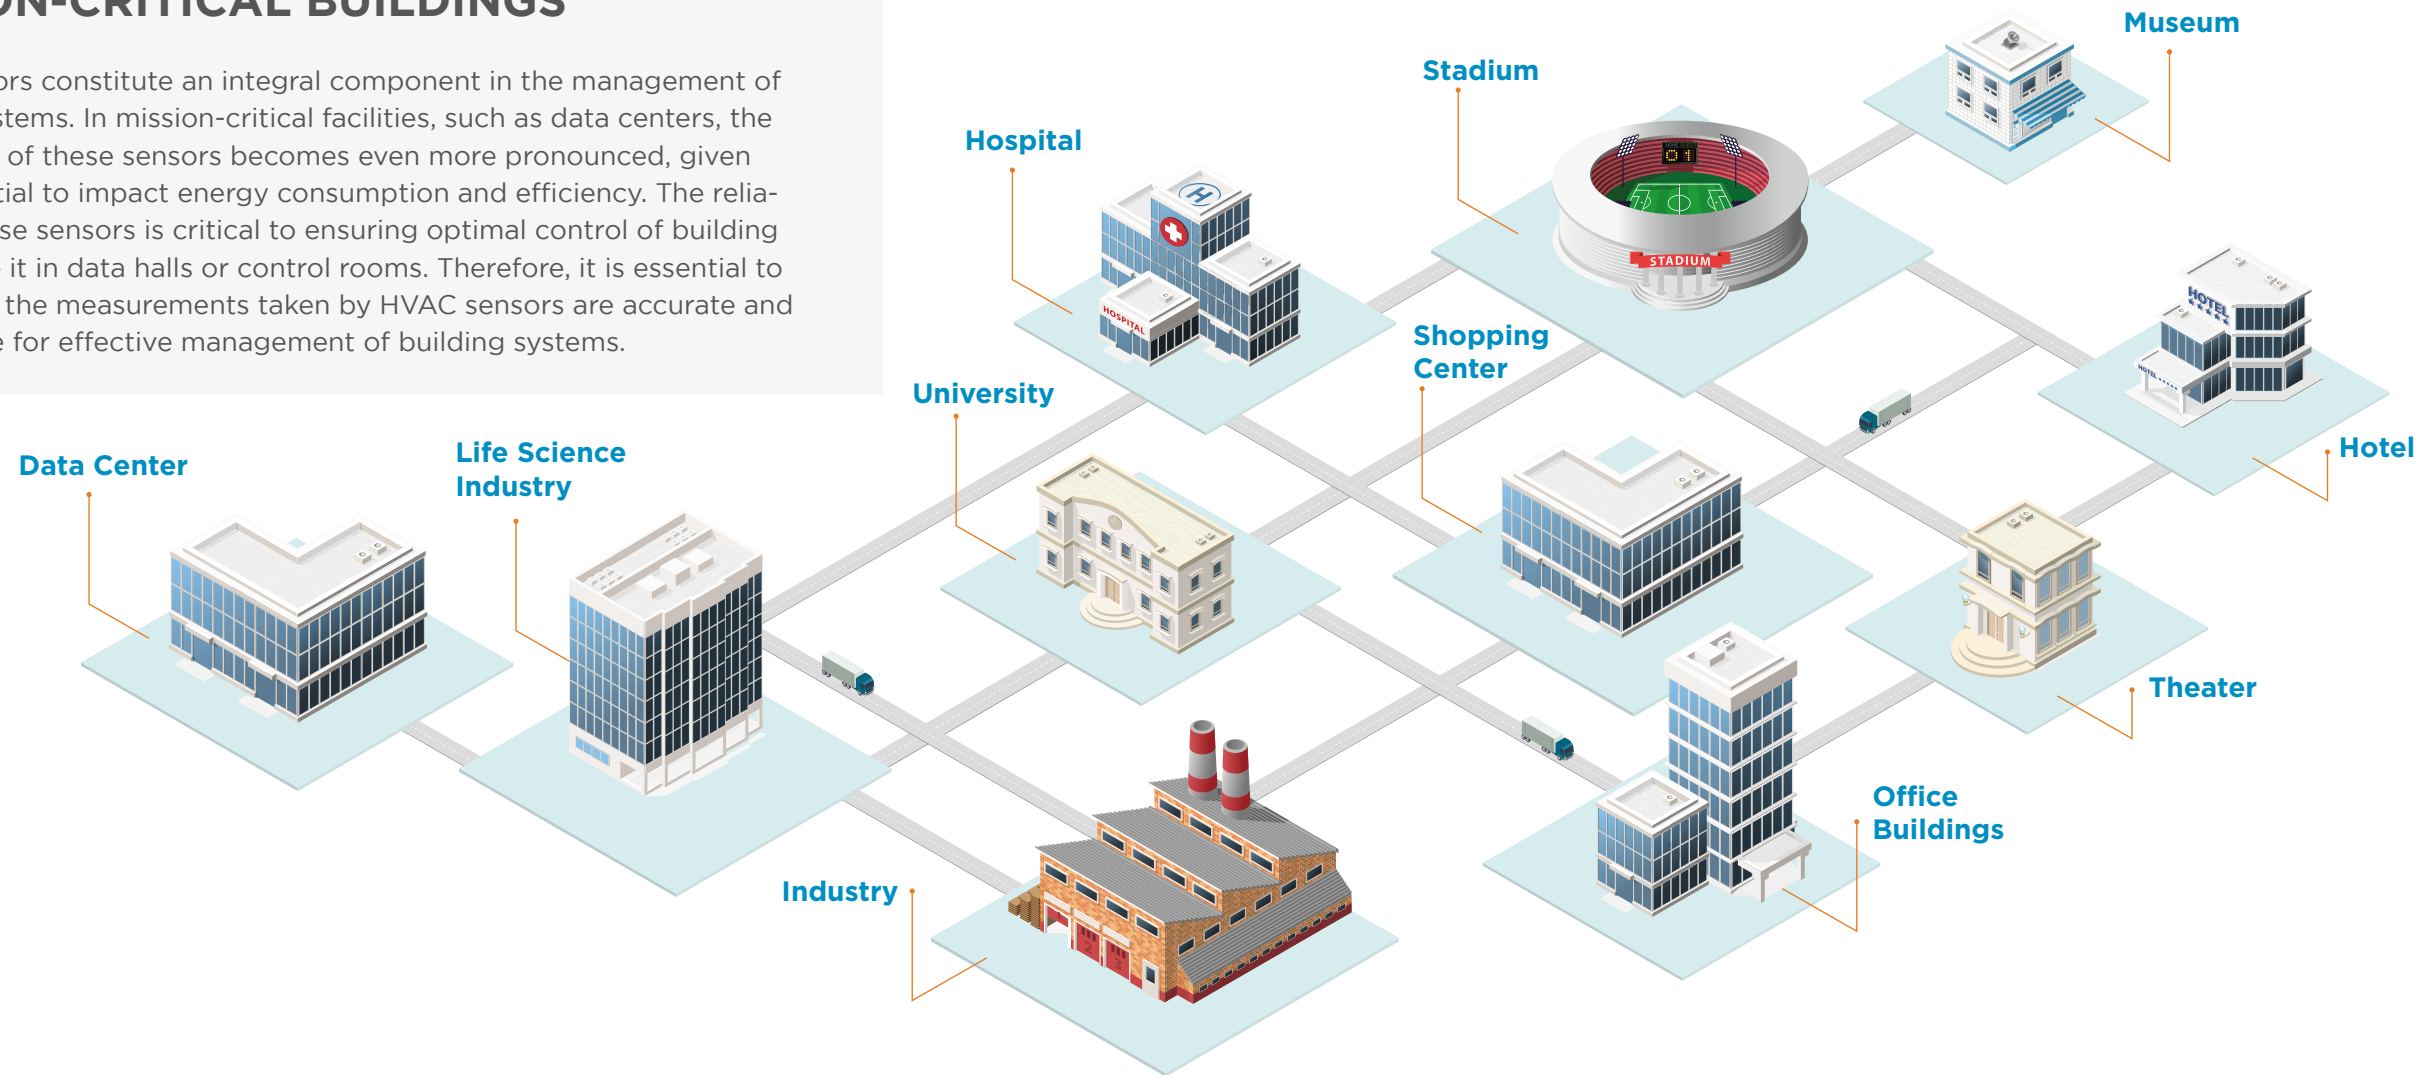 ON-CRITICAL BUILDINGS
ors constitute an integral component in the management of
stems. In mission-critical facilities, such as data centers, the
of these sensors becomes even more pronounced, given
tial to impact energy consumption and efficiency. The relia-
se sensors is critical to ensuring optimal control of building
it in data halls or control rooms. Therefore, it is essential to
the measurements taken by HVAC sensors are accurate and
e for effective management of building systems.
Museum
Stadium
Hospital
01
H
STADIUM
HOSPITAL
HOTEL
HOTEL
Shopping
Center
University
Hotel
Data Center
Life Science
Industry
Theater
Office
Buildings
Industry
2
3